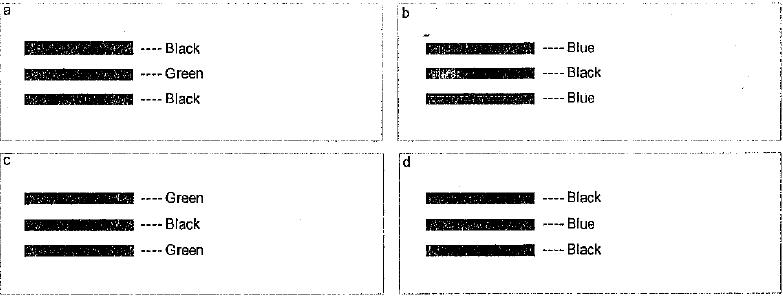 a
---- Black
---- Green
---- Black
b
---- Blue
---- Black
---- Blue
c
---- Green
---- Black
---- Green
d
---- Black
---- Blue
---- Black